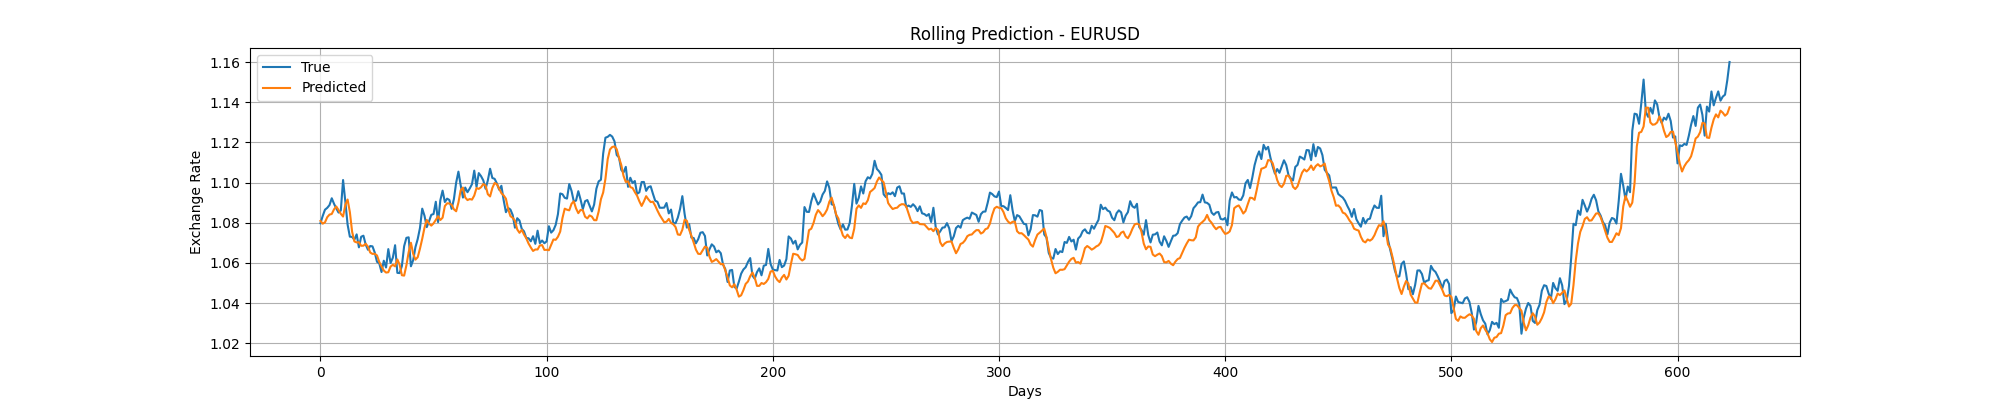 Rolling Prediction - EURUSD
True
Predicted
Exchange Rate
1.16
1.14
1.12
1.10
1.08
1.06
1.04
1.02
0 100 200 300 400 500 600
Days